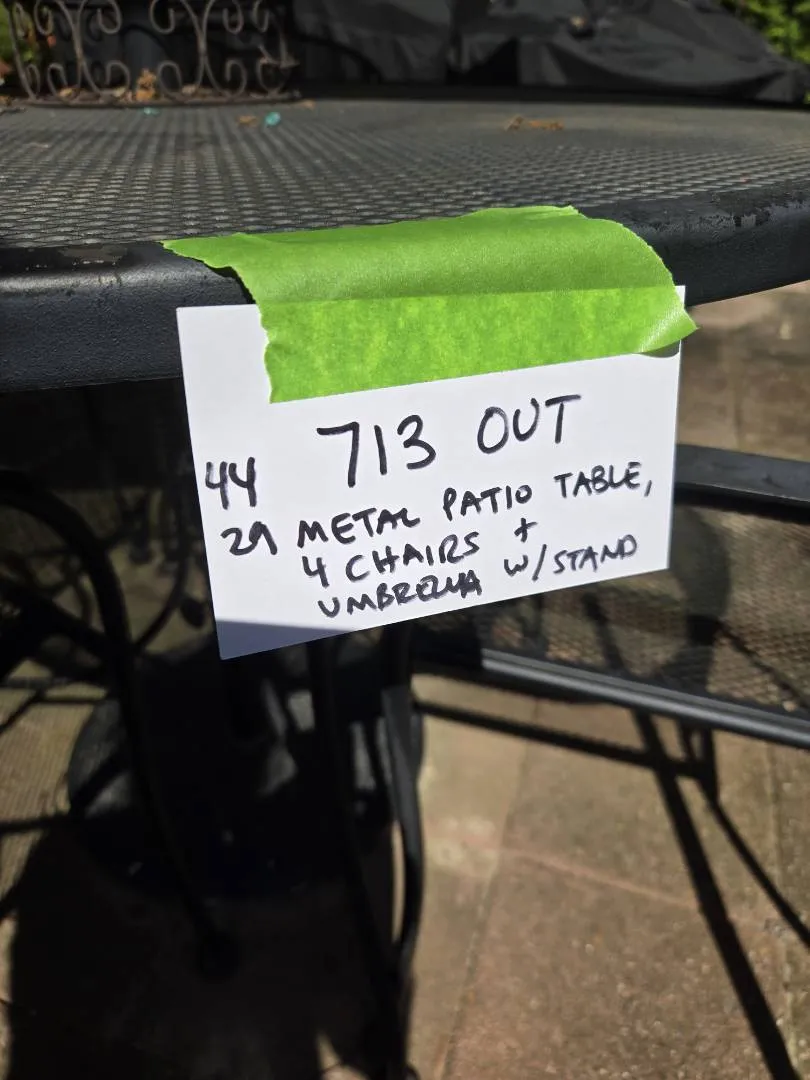 713 OUT
44
29 METAL PATIO TABLE,
4 CHAIRS +
UMBRELLA W/STAND